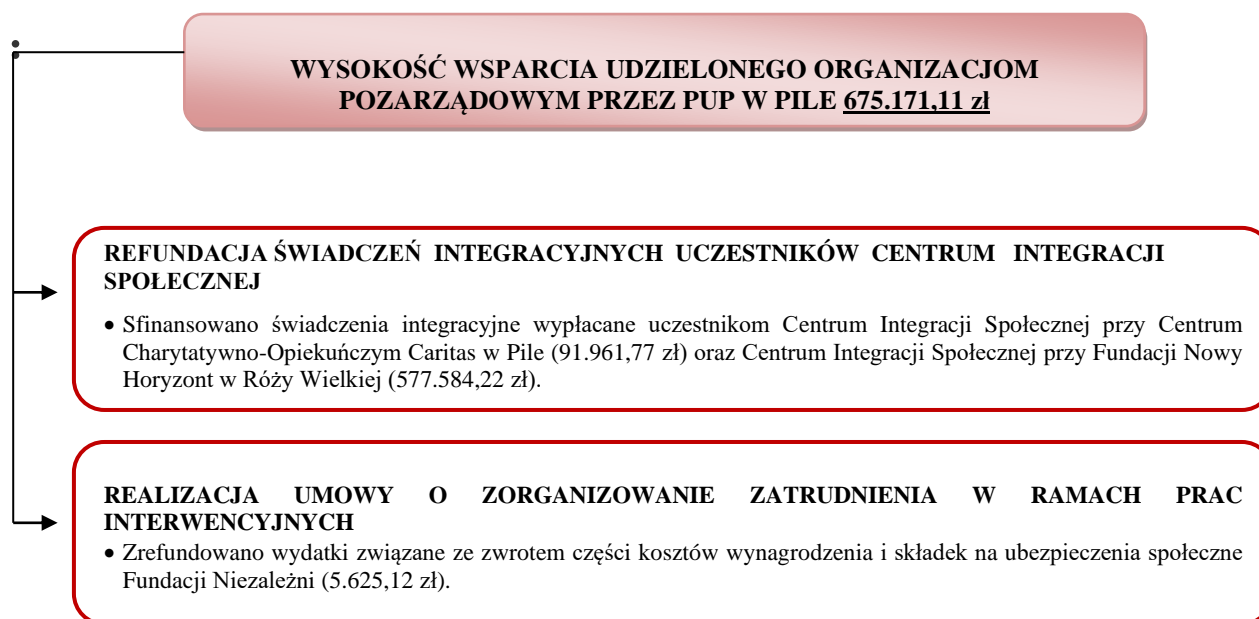 WYSOKOŚĆ WSPARCIA UDZIELONEGO ORGANIZACJOM
POZARZĄDOWYM PRZEZ PUP W PILE 675.171,11 zł
REFUNDACJA ŚWIADCZEŃ INTEGRACYJNYCH UCZESTNIKÓW CENTRUM INTEGRACJI
SPOŁECZNEJ
• Sfinansowano świadczenia integracyjne wypłacane uczestnikom Centrum Integracji Społecznej przy Centrum
Charytatywno-Opiekuńczym Caritas w Pile (91.961,77 zł) oraz Centrum Integracji Społecznej przy Fundacji Nowy
Horyzont w Róży Wielkiej (577.584,22 zł).
REALIZACJA UMOWY O ZORGANIZOWANIE ZATRUDNIENIA W RAMACH PRAC
INTERWENCYJNYCH
• Zrefundowano wydatki związane ze zwrotem części kosztów wynagrodzenia i składek na ubezpieczenia społeczne
Fundacji Niezależni (5.625,12 zł).